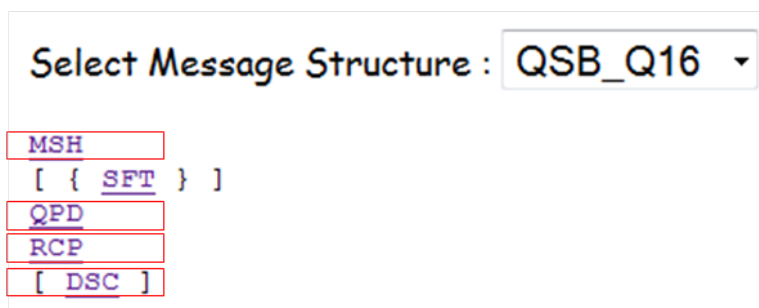 Select Message Structure : QSB_Q16
MSH
[ { SFT } ]
QPD
RCP
[ DSC ]